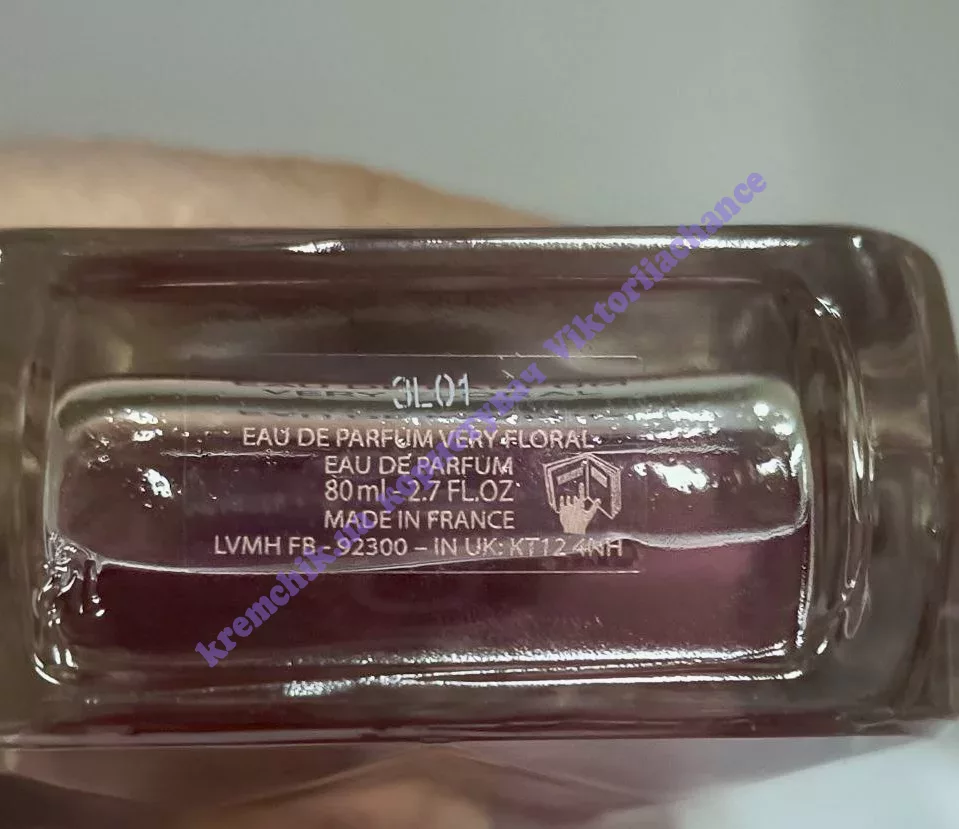 3L01
EAU DE PARFUM VERY FLORAL
EAU DE PARFUM
80 ml - 2.7 FL.OZ
MADE IN FRANCE
LVMH FB - 92300 – IN UK: KT12 4NH
kremchik_dlia Viktoriiachance